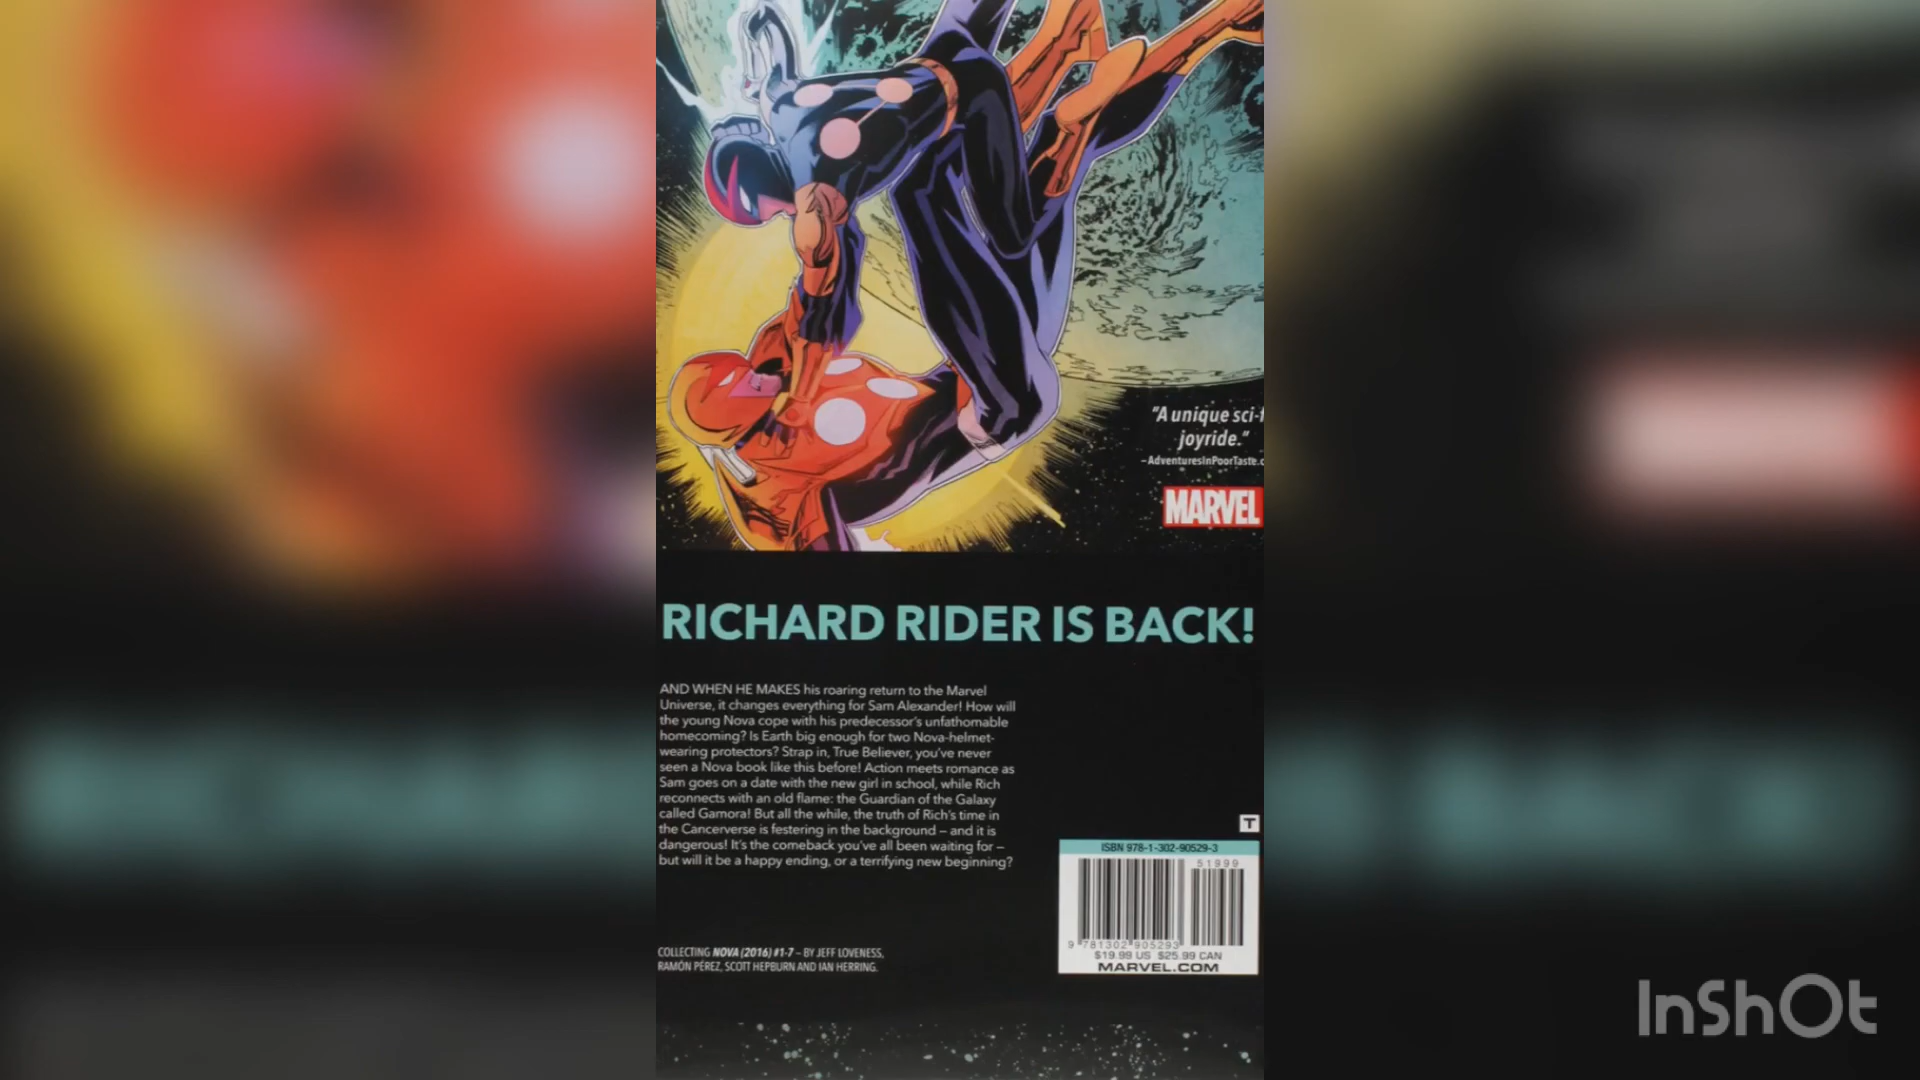 "A unique sci-f
joyride."
–AdventuresInPoorTaste.c
MARVEL
RICHARD RIDER IS BACK!
AND WHEN HE MAKES his roaring return to the Marvel
Universe, it changes everything for Sam Alexander! How will
the young Nova cope with his predecessor's unfathomable
homecoming? Is Earth big enough for two Nova-helmet-
wearing protectors? Strap in, True Believer, you've never
seen a Nova book like this before! Action meets romance as
Sam goes on a date with the new girl in school, while Rich
reconnects with an old flame: the Guardian of the Galaxy
called Gamora! But all the while, the truth of Rich's time in
the Cancerverse is festering in the background – and it is
dangerous! It's the comeback you've all been waiting for –
but will it be a happy ending, or a terrifying new beginning?
T
ISBN 978-1-302-90529-3
51999
9 781302 905293
$19.99 US $25.99 CAN
MARVEL.COM
COLLECTING NOVA (2016) #1-7 – BY JEFF LOVENESS,
RAMÓN PÉREZ, SCOTT HEPBURN AND IAN HERRING.
InShOt